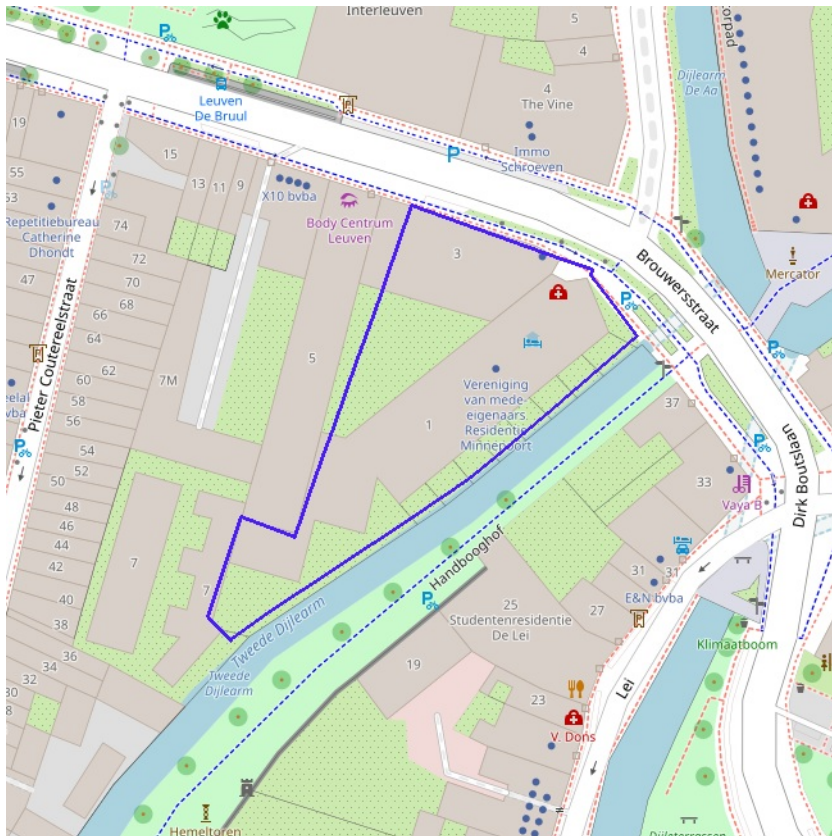 Interleuven
5
4
corpad
Dijlearm
De Aa
Leuven
De Bruul
4
The Vine
Immo
Schroeven
19
15
13
11
9
X10 bvba
Body Centrum
Leuven
55
53
Repetitiebureau
Catherine
Dhondt
74
72
70
68
66
64
62
60
58
56
54
52
50
48
46
44
42
40
38
36
34
32
30
47
7M
5
3
1
Brouwersstraat
Mercator
Pieter Coutereelstraat
Vereniging
van mede-
eigenaars
Residentie
Minnepoort
37
33
Vaya B
Dirk Boutslaan
7
7
Handbooghof
Tweede Dijlearm
Tweede
Dijlearm
25
Studentenresidentie
De Lei
31
31
E&N bvba
27
19
23
Lei
Klimaatboom
V. Dons
Hemeltoren
Dijleterrassen